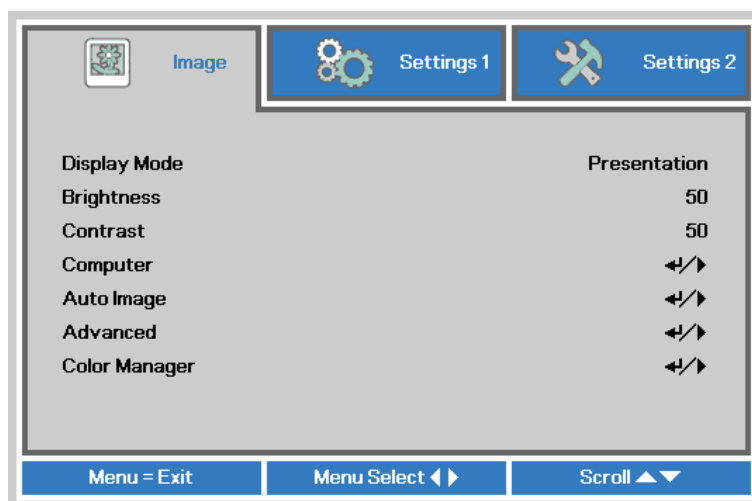 Image Settings 1 Settings 2
Display Mode Presentation
Brightness 50
Contrast 50
Computer ↵/▶
Auto Image ↵/▶
Advanced ↵/▶
Color Manager ↵/▶
Menu = Exit Menu Select ◀▶ Scroll ▲▼